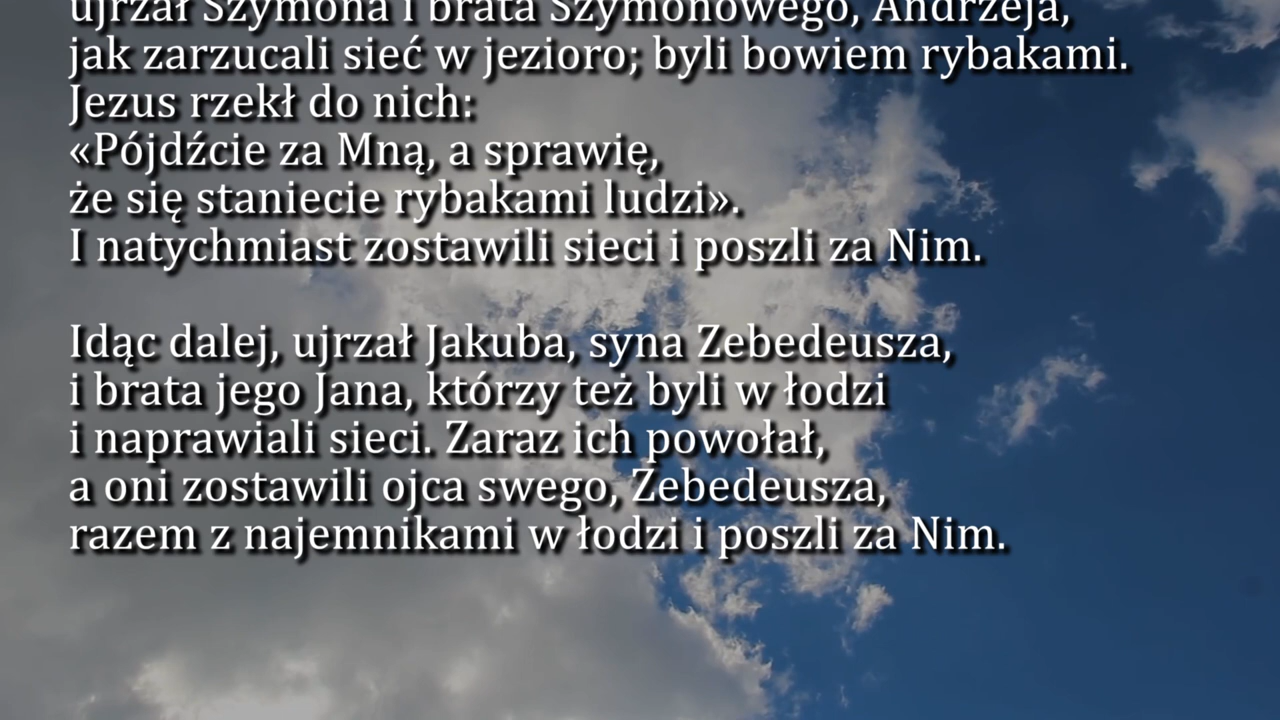 ujrzał Szymona i brata Szymonowego, Andrzeja,
jak zarzucali sieć w jezioro; byli bowiem rybakami.
Jezus rzekł do nich:
«Pójdźcie za Mną, a sprawię,
że się staniecie rybakami ludzi».
I natychmiast zostawili sieci i poszli za Nim.
Idąc dalej, ujrzał Jakuba, syna Zebedeusza,
i brata jego Jana, którzy też byli w łodzi
i naprawiali sieci. Zaraz ich powołał,
a oni zostawili ojca swego, Zebedeusza,
razem z najemnikami w łodzi i poszli za Nim.